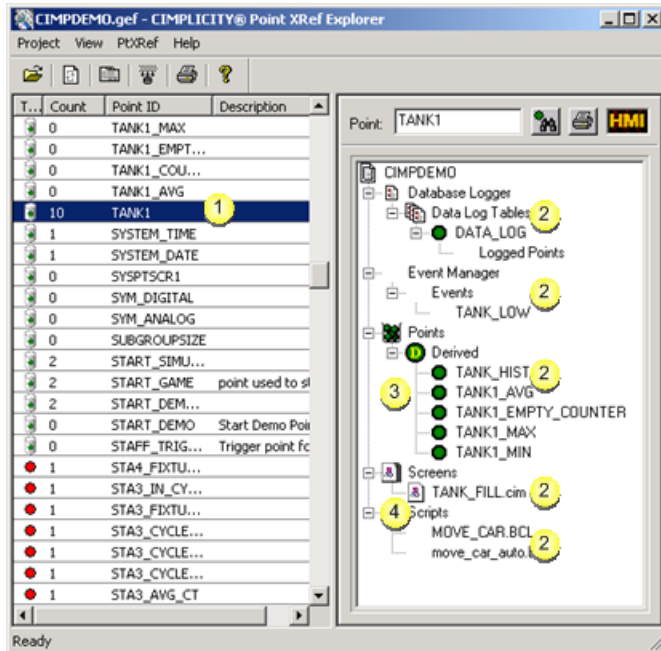 CIMPDEMO.gef - CIMPLICITY® Point XRef Explorer
Project View PtXRef Help
T... Count Point ID Description
0 TANK1_MAX
0 TANK1_EMPT...
0 TANK1_COU...
0 TANK1_AVG
10 TANK1 1
1 SYSTEM_TIME
1 SYSTEM_DATE
0 SYSPTSCR1
0 SYM_DIGITAL
0 SYM_ANALOG
0 SUBGROUPSIZE
2 START_SIMU...
2 START_GAME point used to st
2 START_DEM...
0 START_DEMO Start Demo Poi
0 STAFF_TRIG... Trigger point fo
1 STA4_FIXTU...
1 STA3_IN_CY...
1 STA3_FIXTU...
1 STA3_CYCLE...
1 STA3_CYCLE...
1 STA3_CYCLE...
1 STA3_AVG_CT
Point: TANK1 HMI
CIMPDEMO
Database Logger
Data Log Tables 2
DATA_LOG
Logged Points
Event Manager
Events 2
TANK_LOW
Points
D Derived
TANK_HIST 2
3 TANK1_AVG
TANK1_EMPTY_COUNTER
TANK1_MAX
TANK1_MIN
Screens
TANK_FILL.cim 2
4 Scripts
MOVE_CAR.BCL
move_car_auto. 2
Ready